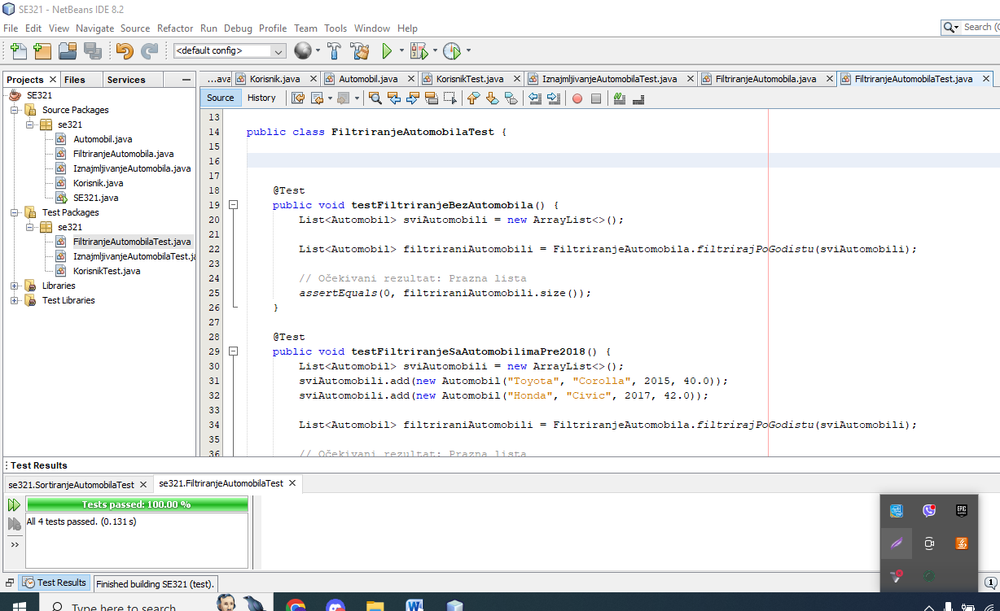 SE321 - NetBeans IDE 8.2
File Edit View Navigate Source Refactor Run Debug Profile Team Tools Window Help
Search (C
<default config>
Projects Files Services
SE321
Source Packages
se321
Automobil.java
FiltriranjeAutomobila.java
IznajmljivanjeAutomobila.java
Korisnik.java
SE321.java
Test Packages
se321
FiltriranjeAutomobilaTest.java
IznajmljivanjeAutomobilaTest.ja
KorisnikTest.java
Libraries
Test Libraries
...ava Korisnik.java Automobil.java KorisnikTest.java IznajmljivanjeAutomobilaTest.java FiltriranjeAutomobila.java FiltriranjeAutomobilaTest.java
Source History
13
14 public class FiltriranjeAutomobilaTest {
15
16
17
18 @Test
19 public void testFiltriranjeBezAutomobila() {
20 List<Automobil> sviAutomobili = new ArrayList<>();
21
22 List<Automobil> filtriraniAutomobili = FiltriranjeAutomobila.filtrirajPoGodistu(sviAutomobili);
23
24 // Očekivani rezultat: Prazna lista
25 assertEquals(0, filtriraniAutomobili.size());
26 }
27
28 @Test
29 public void testFiltriranjeSaAutomobilimaPre2018() {
30 List<Automobil> sviAutomobili = new ArrayList<>();
31 sviAutomobili.add(new Automobil("Toyota", "Corolla", 2015, 40.0));
32 sviAutomobili.add(new Automobil("Honda", "Civic", 2017, 42.0));
33
34 List<Automobil> filtriraniAutomobili = FiltriranjeAutomobila.filtrirajPoGodistu(sviAutomobili);
35
36 // Očekivani rezultat: Prazna lista
Test Results
se321.SortiranjeAutomobilaTest se321.FiltriranjeAutomobilaTest
Tests passed: 100.00 %
All 4 tests passed. (0.131 s)
EPIC
Test Results Finished building SE321 (test).
1
Type here to search